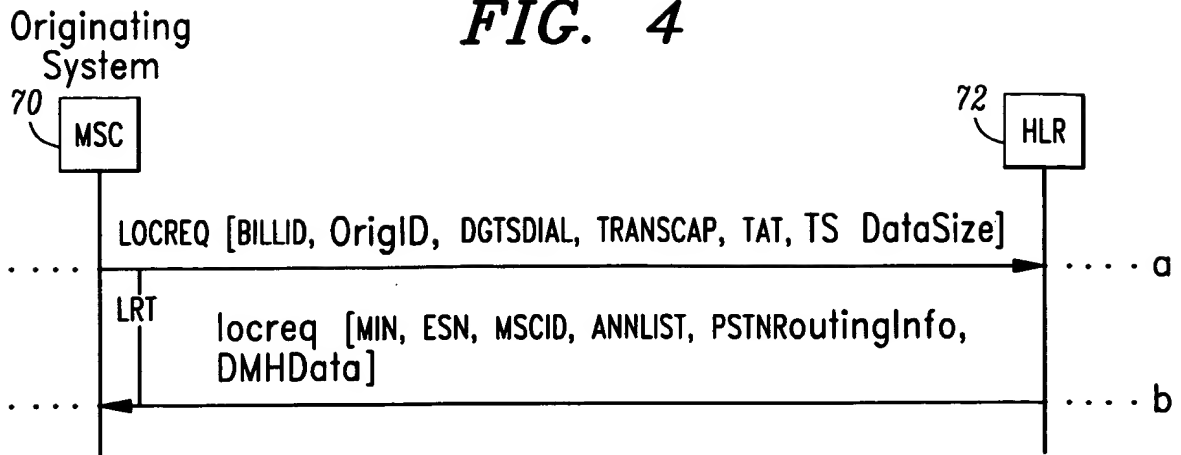 FIG. 4
Originating
System
70
MSC
72
HLR
LOCREQ [BILLID, OrigID, DGTSDIAL, TRANSCAP, TAT, TS DataSize]
.... .... a
LRT
locreq [MIN, ESN, MSCID, ANNLIST, PSTNRoutingInfo,
DMHData]
.... .... b